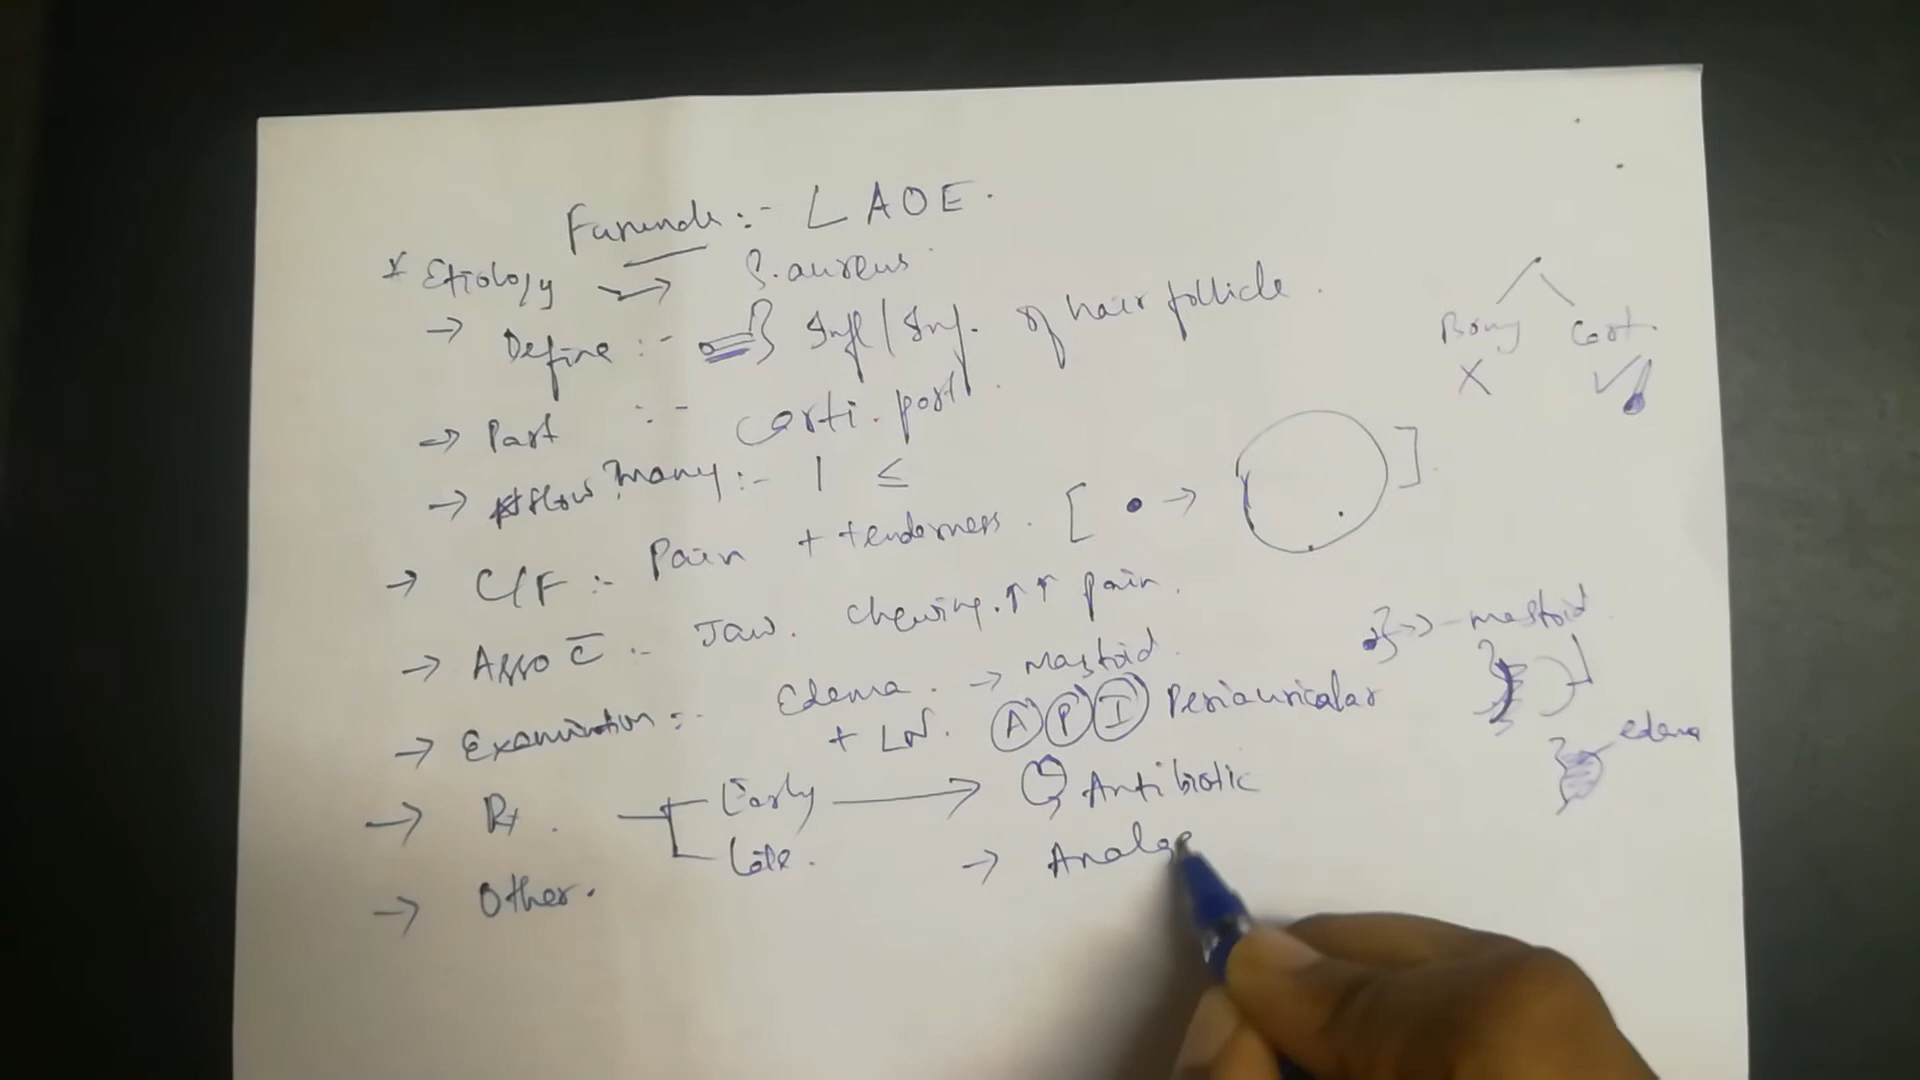 Furuncle :- LAOE.
* Etiology → S. aureus
→ Define :- Infl/Inf. of hair follicle.
Bony Cart.
X ✓
→ Part :- Carti. part.
→ How many :- 1 ≤
→ C/F :- Pain + tenderness. [ • → ]
→ Asso c̄ :- Jaw. Chewing. ↑↑ pain.
→ Examination :- Edema. → Mastoid.
+ LN. A P I Periauricular
→ mastoid
edema
→ Rx. Early → Antibiotic
Late. → Analge
→ Other.